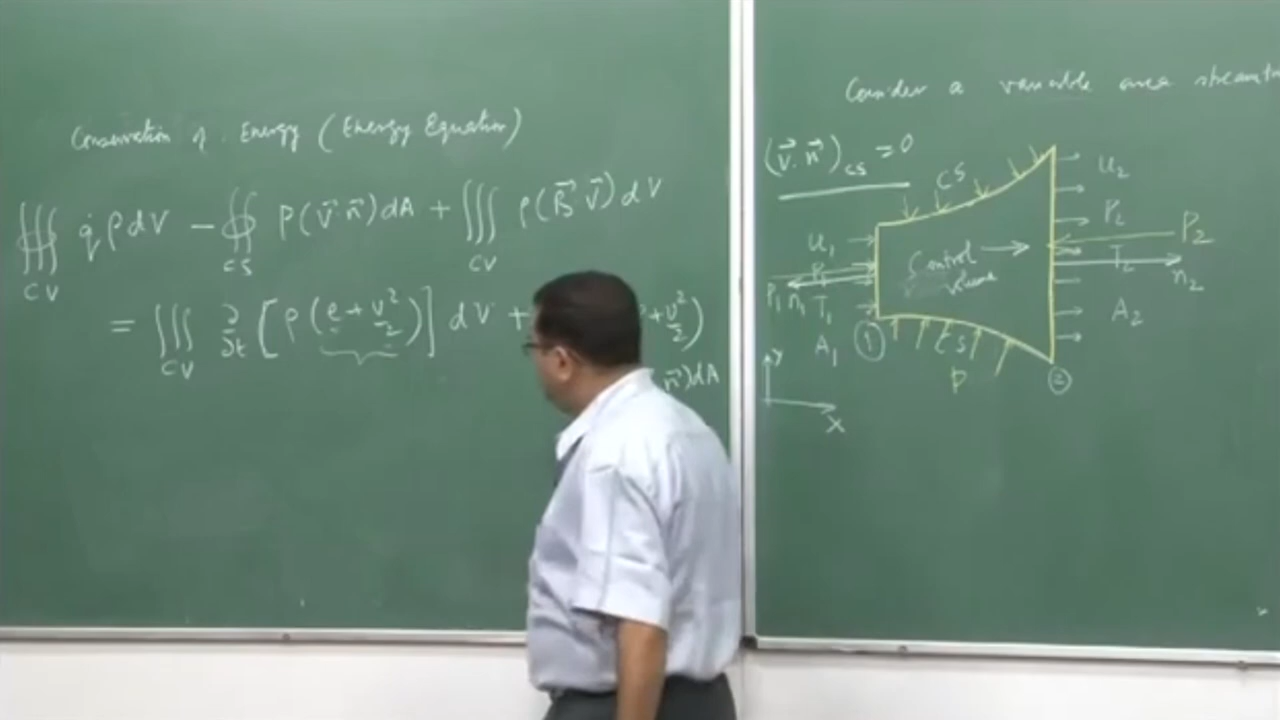 Conservation of Energy (Energy Equation)
∰ q̇ ρ dV − ∯ P(v⃗·n⃗)dA + ∭ ρ(B⃗·v⃗)dV
CV CS CV
= ∭ ∂/∂t [ρ(e + v²/2)] dV + + v²/2)
CV
n⃗)dA
Consider a variable area
(v⃗·n⃗)cs = 0
CS
u₁
P₁
P₁ n₁ T₁
A₁
①
Control
volume
u₂
P₂
P₂
T₂
n₂
A₂
②
CS
P
y
x